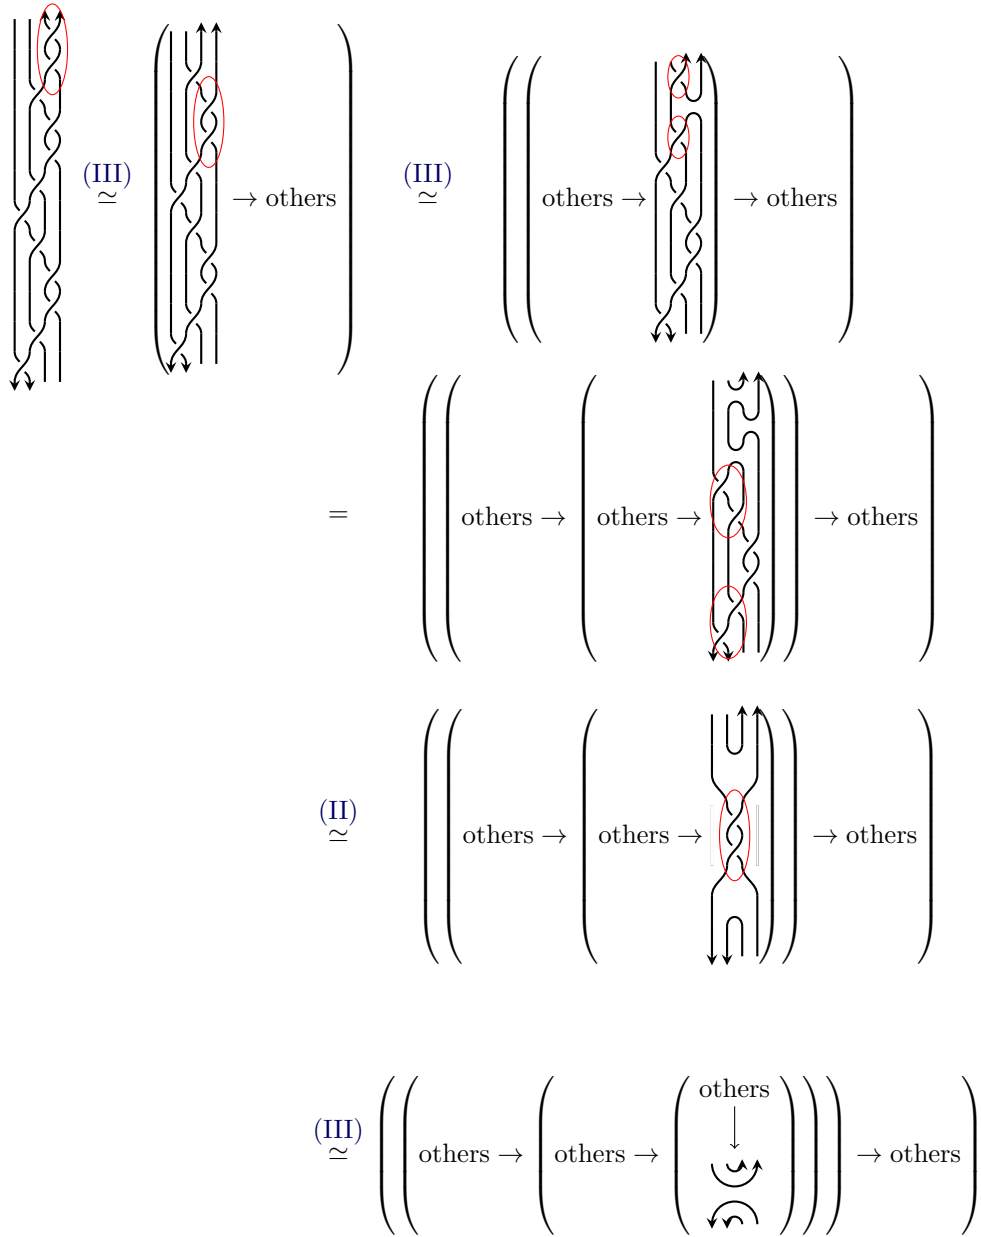 (III) ≃ ( → others ) (III) ≃ ( ( others → ) → others )
= ( ( others → ( others → ) ) → others )
(II) ≃ ( ( others → ( others → ) ) → others )
(III) ≃ ( ( others → ( others → ( others ↓ ) ) ) → others )